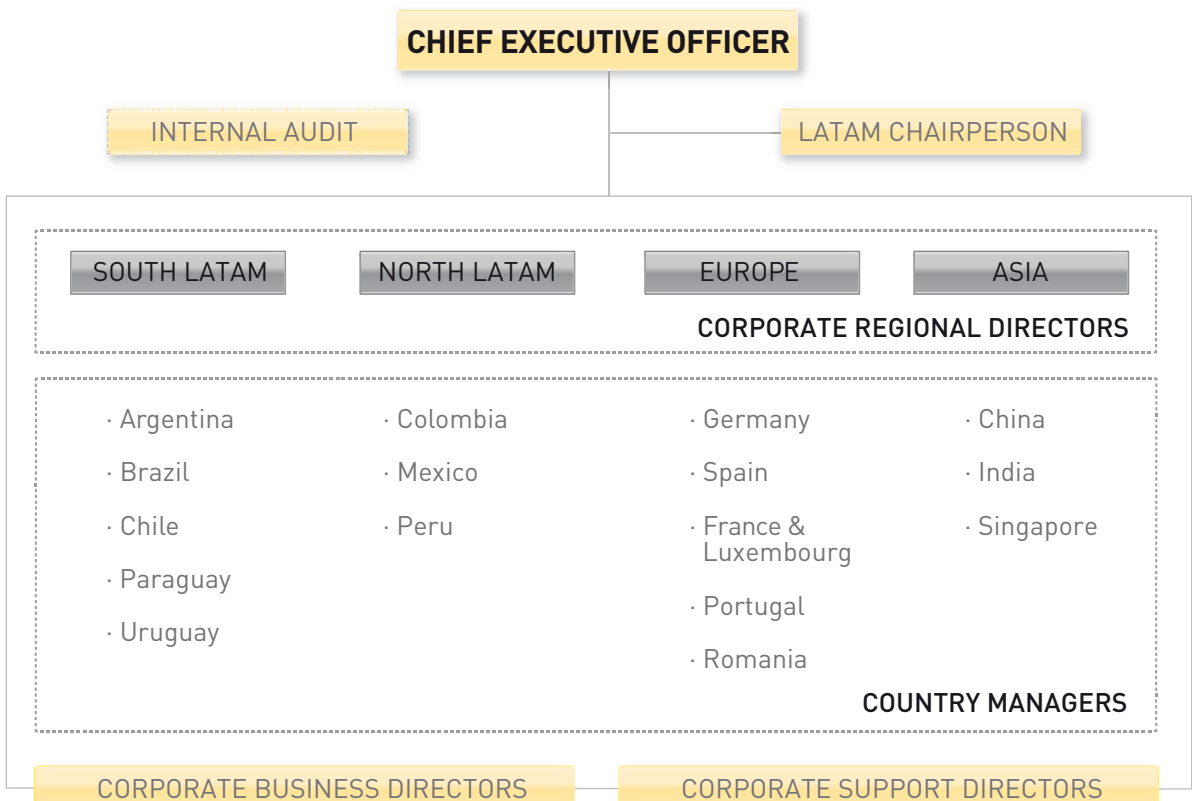 CHIEF EXECUTIVE OFFICER
INTERNAL AUDIT
LATAM CHAIRPERSON
SOUTH LATAM
NORTH LATAM
EUROPE
ASIA
CORPORATE REGIONAL DIRECTORS
· Argentina
· Brazil
· Chile
· Paraguay
· Uruguay
· Colombia
· Mexico
· Peru
· Germany
· Spain
· France &
Luxembourg
· Portugal
· Romania
· China
· India
· Singapore
COUNTRY MANAGERS
CORPORATE BUSINESS DIRECTORS
CORPORATE SUPPORT DIRECTORS